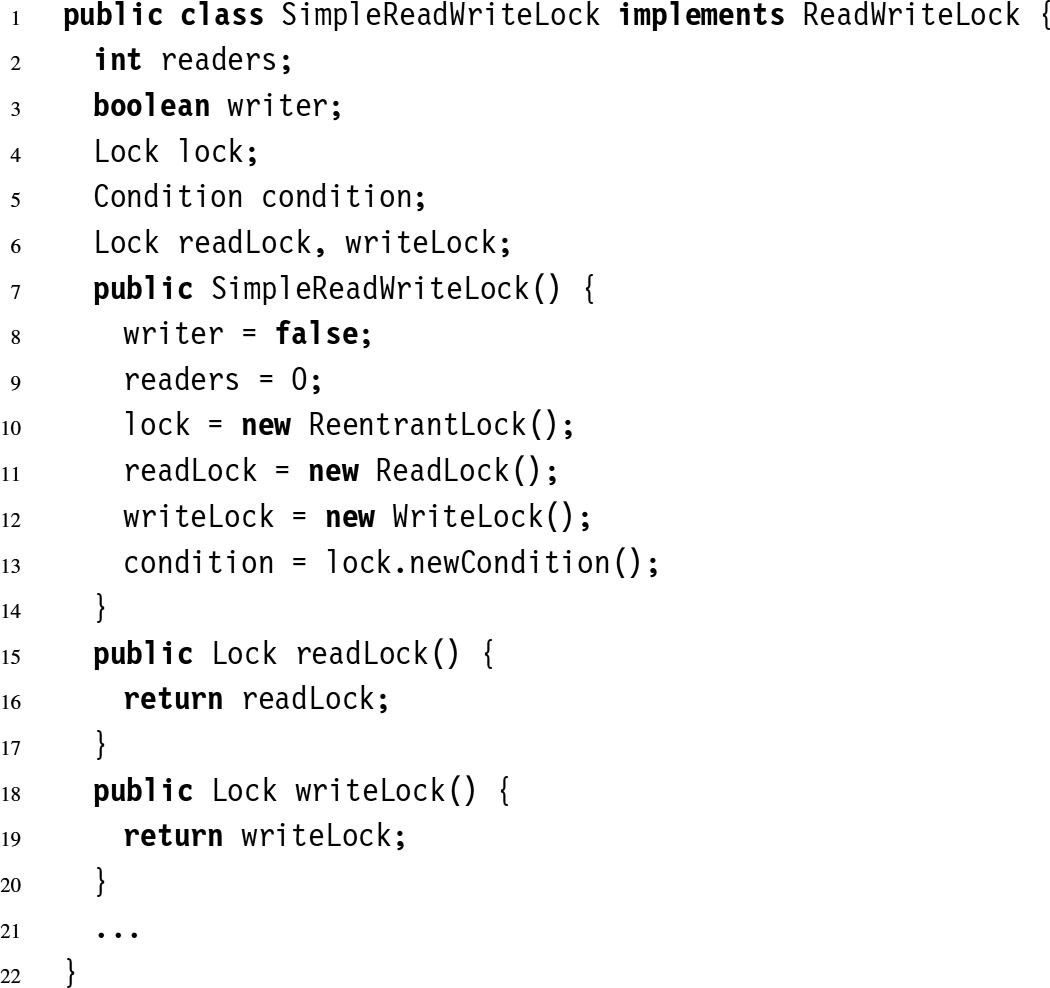 1 public class SimpleReadWriteLock implements ReadWriteLock {
2 int readers;
3 boolean writer;
4 Lock lock;
5 Condition condition;
6 Lock readLock, writeLock;
7 public SimpleReadWriteLock() {
8 writer = false;
9 readers = 0;
10 lock = new ReentrantLock();
11 readLock = new ReadLock();
12 writeLock = new WriteLock();
13 condition = lock.newCondition();
14 }
15 public Lock readLock() {
16 return readLock;
17 }
18 public Lock writeLock() {
19 return writeLock;
20 }
21 ...
22 }